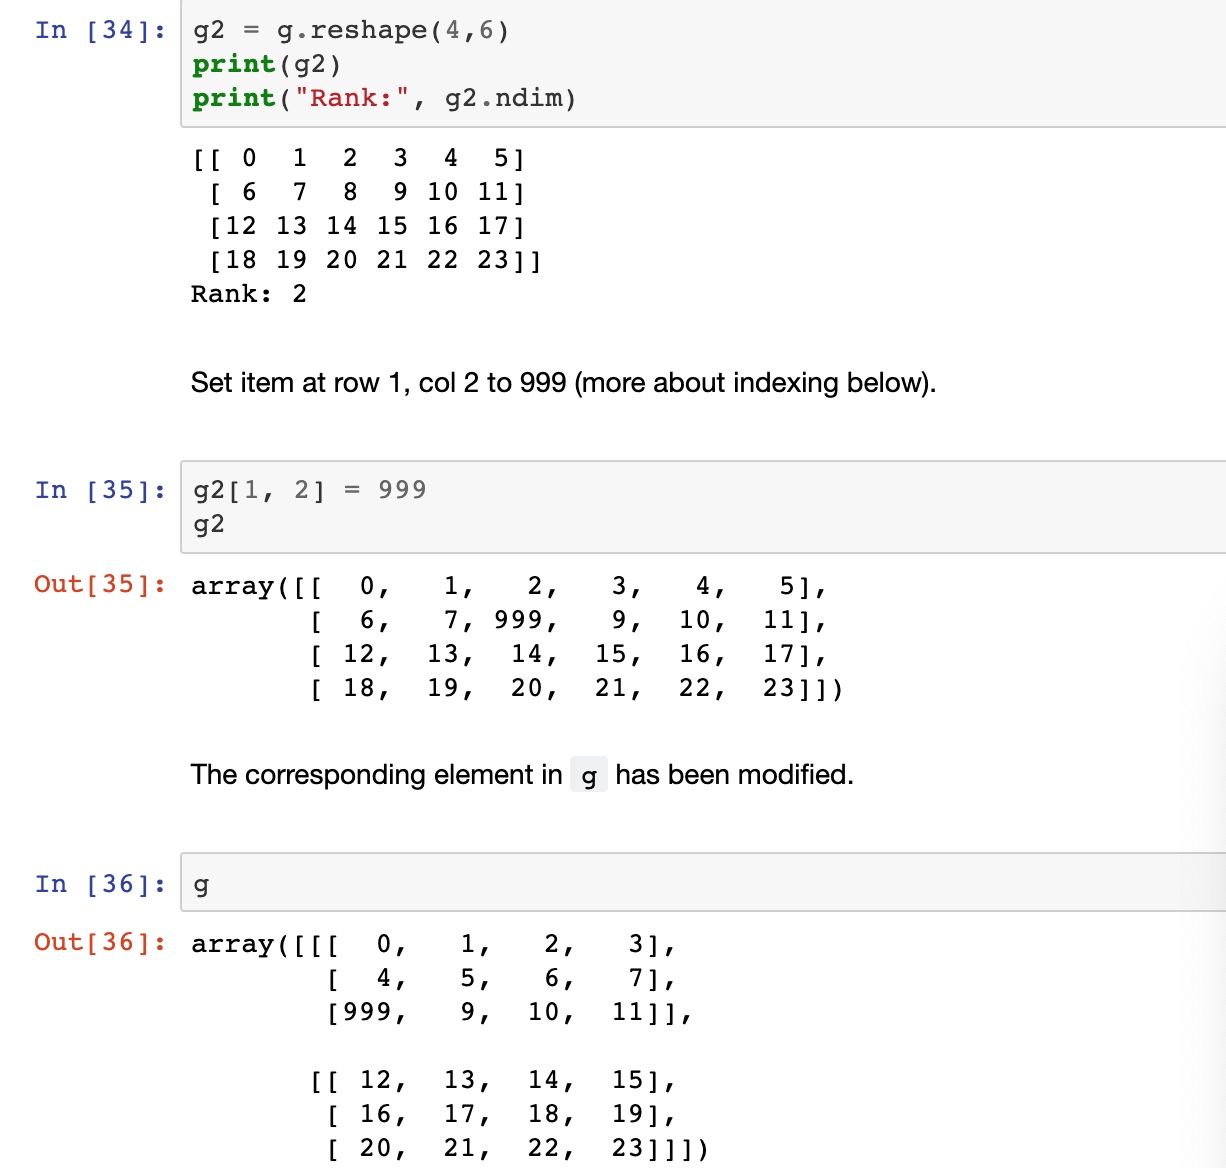 In [34]: g2 = g.reshape(4,6)
print(g2)
print("Rank:", g2.ndim)
[[ 0  1  2  3  4  5]
 [ 6  7  8  9 10 11]
 [12 13 14 15 16 17]
 [18 19 20 21 22 23]]
Rank: 2
Set item at row 1, col 2 to 999 (more about indexing below).
In [35]: g2[1, 2] = 999
g2
Out[35]: array([[  0,   1,   2,   3,   4,   5],
       [  6,   7, 999,   9,  10,  11],
       [ 12,  13,  14,  15,  16,  17],
       [ 18,  19,  20,  21,  22,  23]])
The corresponding element in g has been modified.
In [36]: g
Out[36]: array([[[  0,   1,   2,   3],
        [  4,   5,   6,   7],
        [999,   9,  10,  11]],
       [[ 12,  13,  14,  15],
        [ 16,  17,  18,  19],
        [ 20,  21,  22,  23]]])